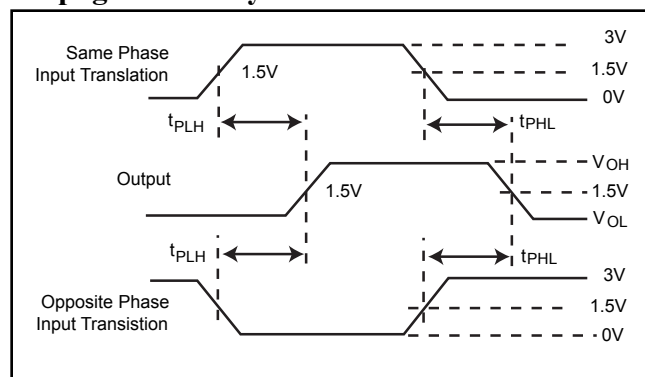 Same Phase
Input Translation
3V
1.5V
1.5V
0V
tPLH
tPHL
Output
VOH
1.5V
1.5V
VOL
tPLH
tPHL
Opposite Phase
Input Transistion
3V
1.5V
0V